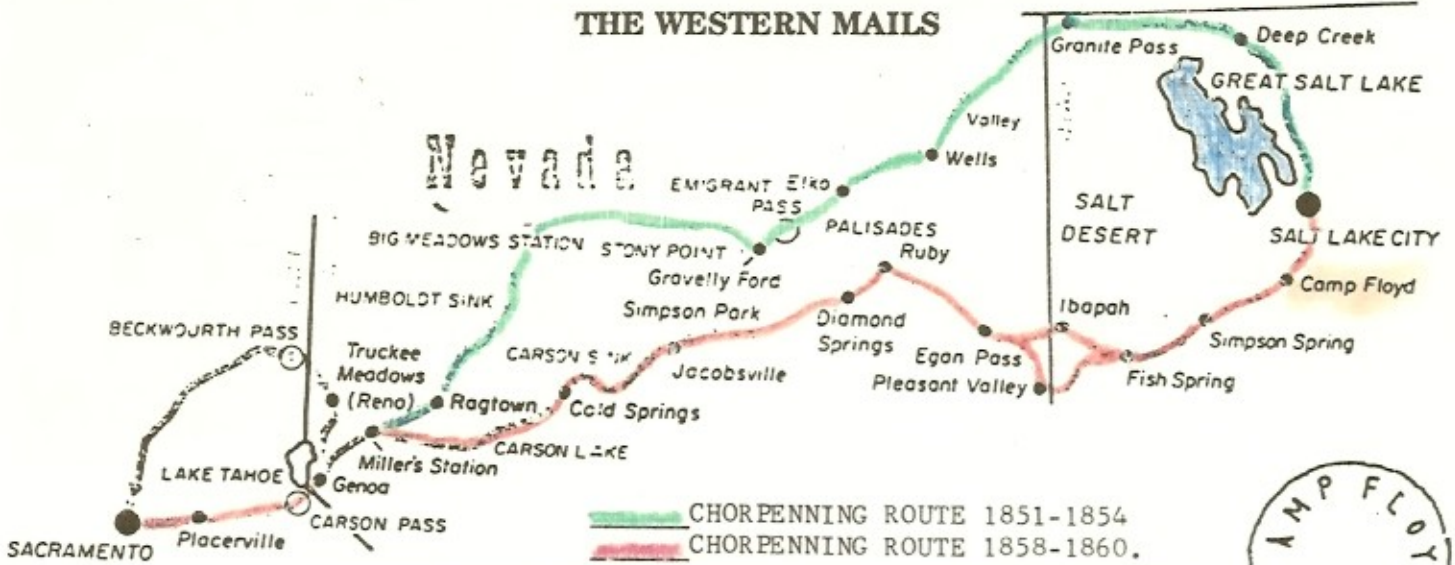 THE WESTERN MAILS
Granite Pass
Deep Creek
GREAT SALT LAKE
Valley
Wells
Nevada
EMIGRANT
PASS
Elko
SALT
DESERT
PALISADES
BIG MEADOWS STATION
STONY POINT
Ruby
SALT LAKE CITY
Gravelly Ford
Camp Floyd
HUMBOLDT SINK
Simpson Park
Ibapah
BECKWOURTH PASS
Diamond
Springs
Simpson Spring
Truckee
Meadows
(Reno)
CARSON SINK
Egan Pass
Jacobsville
Fish Spring
Pleasant Valley
Ragtown
Cold Springs
CARSON LAKE
LAKE TAHOE
Miller's Station
Genoa
CARSON PASS
SACRAMENTO
Placerville
CHORPENNING ROUTE 1851-1854
CHORPENNING ROUTE 1858-1860.
AMP FLOY